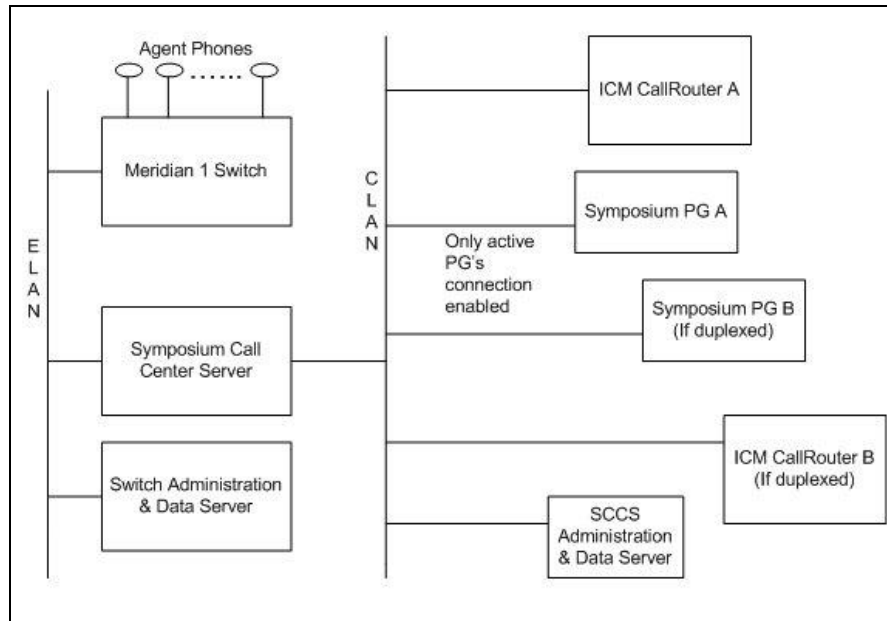 Agent Phones
Meridian 1 Switch
E
L
A
N
Symposium Call
Center Server
Switch Administration
& Data Server
C
L
A
N
ICM CallRouter A
Symposium PG A
Only active
PG's
connection
enabled
Symposium PG B
(If duplexed)
ICM CallRouter B
(If duplexed)
SCCS
Administration
& Data Server